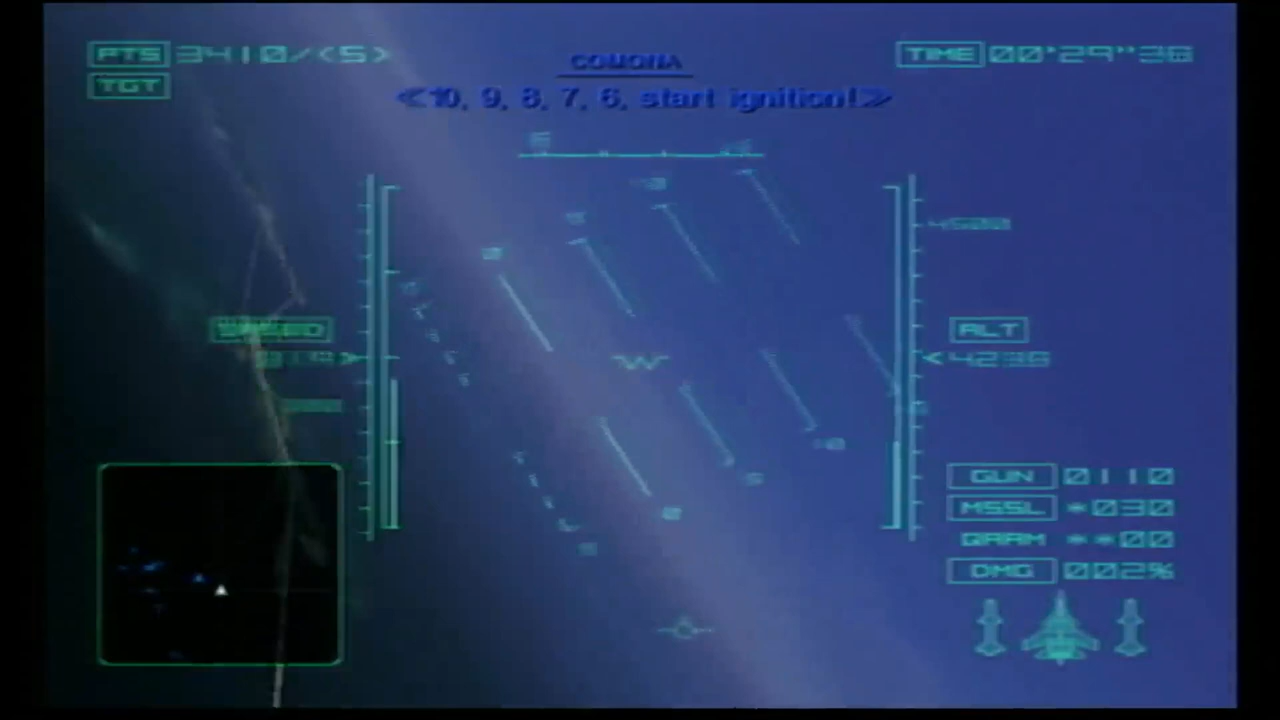 PTS 3410/<5>
TGT
TIME 00'29"38
COMONA
<<10, 9, 8, 7, 6, start ignition!>>
4500
SPEED
ALT
<4238
GUN 0110
MSSL *030
QAAM **00
DMG 002%